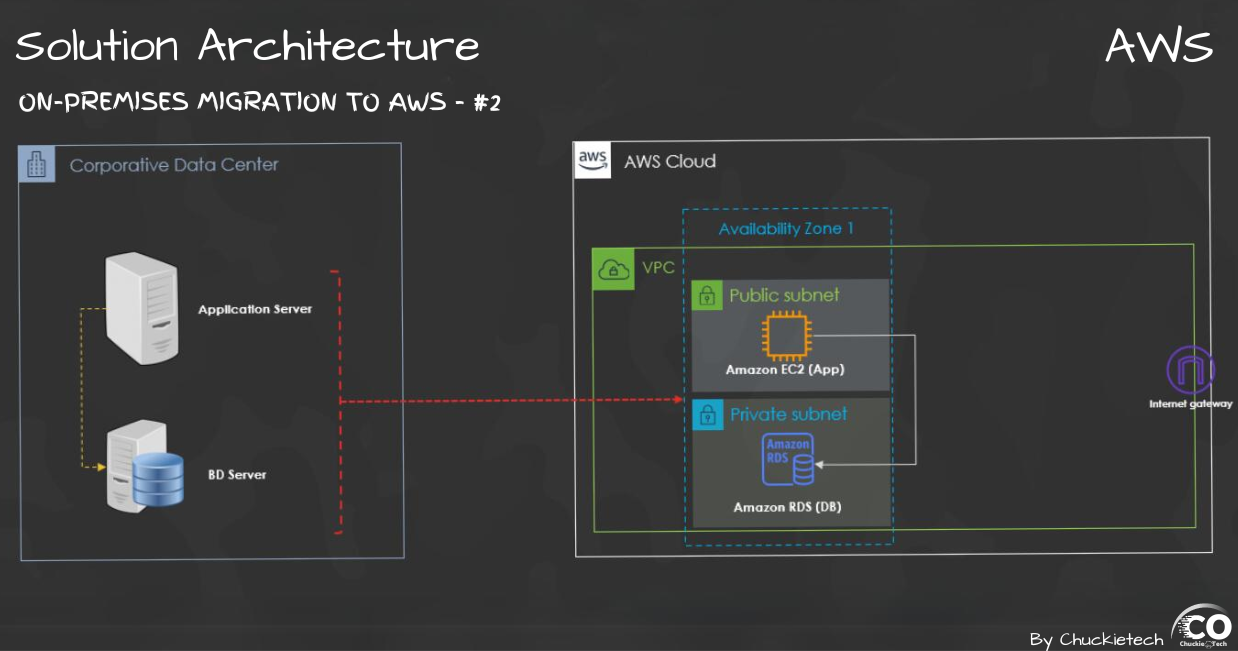 Solution Architecture
AWS
ON-PREMISES MIGRATION TO AWS - #2
Corporative Data Center
aws
AWS Cloud
Availability Zone 1
VPC
Public subnet
Application Server
Amazon EC2 (App)
Internet gateway
Private subnet
Amazon
RDS
BD Server
Amazon RDS (DB)
By Chuckietech
CO
Chuckie Tech